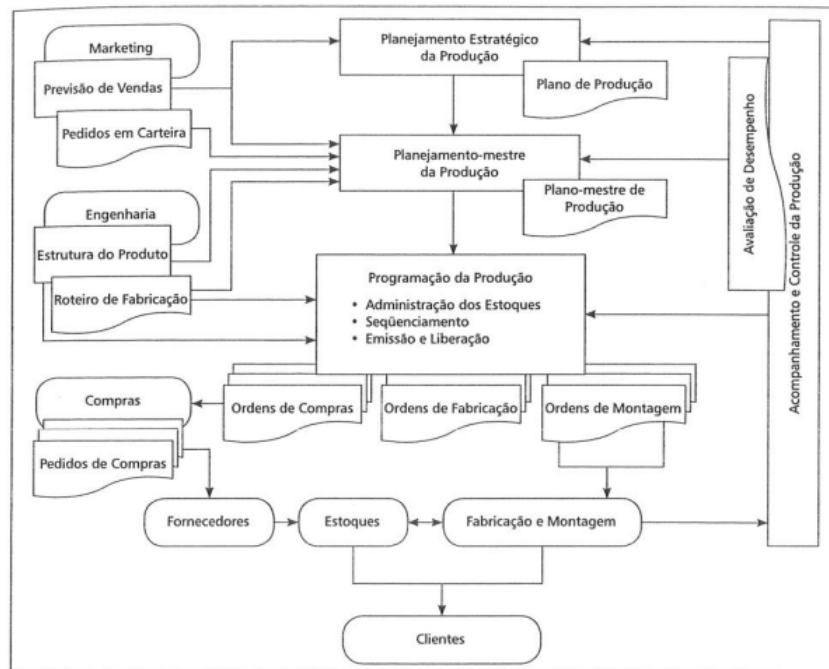 Marketing
Previsão de Vendas
Pedidos em Carteira
Planejamento Estratégico
da Produção
Plano de Produção
Planejamento-mestre
da Produção
Plano-mestre de
Produção
Avaliação de Desempenho
Acompanhamento e Controle da Produção
Engenharia
Estrutura do Produto
Roteiro de Fabricação
Programação da Produção
• Administração dos Estoques
• Seqüenciamento
• Emissão e Liberação
Compras
Pedidos de Compras
Ordens de Compras
Ordens de Fabricação
Ordens de Montagem
Fornecedores
Estoques
Fabricação e Montagem
Clientes